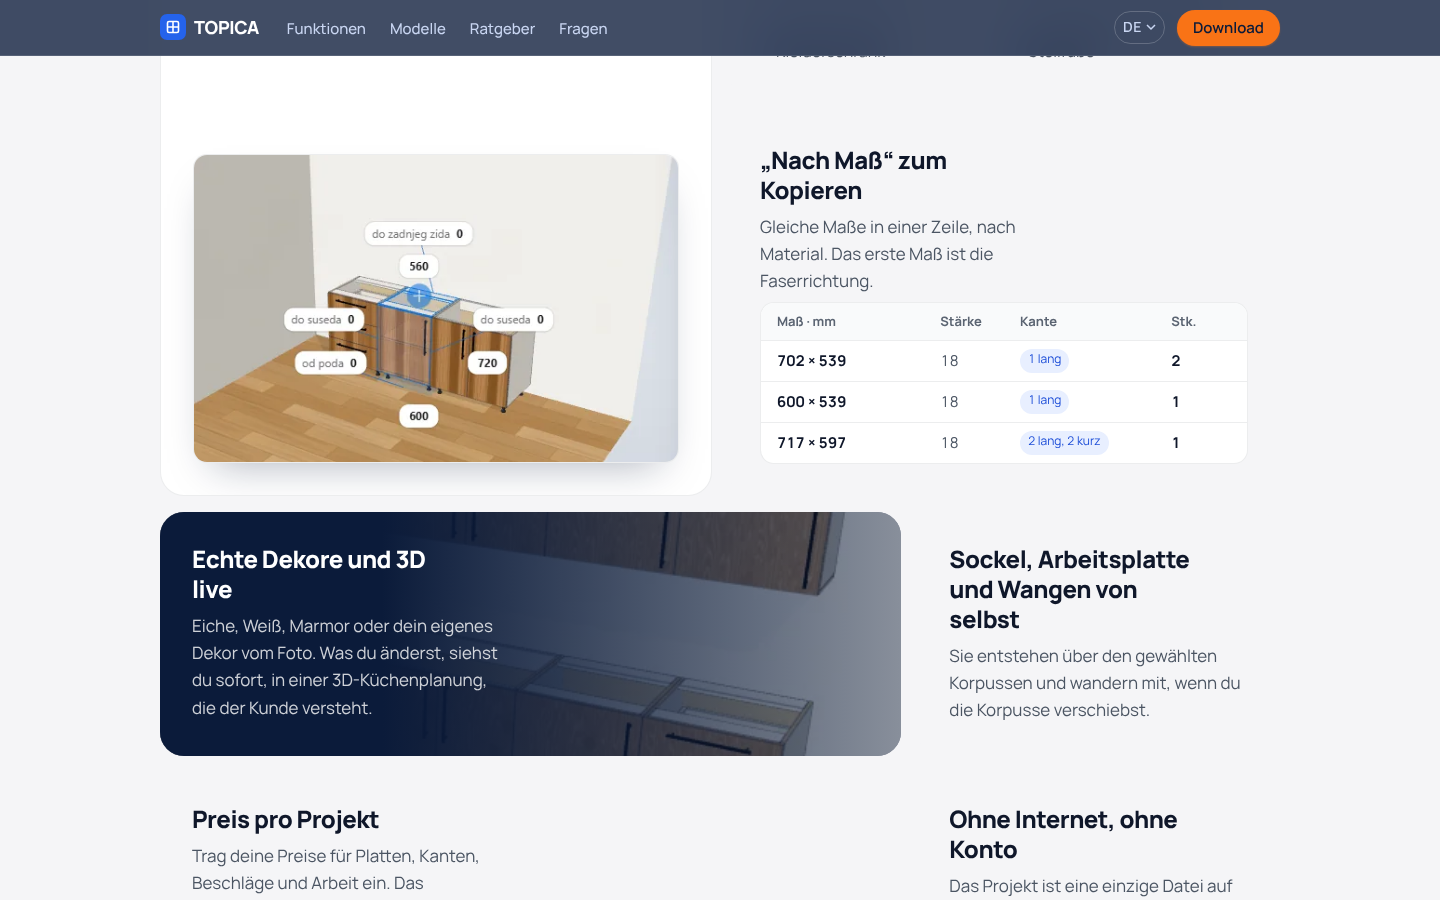 TOPICA
Funktionen
Modelle
Ratgeber
Fragen
DE
Download
do zadnjeg zida 0
560
do suseda 0
do suseda 0
od poda 0
720
600
„Nach Maß“ zum
Kopieren
Gleiche Maße in einer Zeile, nach
Material. Das erste Maß ist die
Faserrichtung.
Maß · mm Stärke Kante Stk.
702 × 539 18 1 lang 2
600 × 539 18 1 lang 1
717 × 597 18 2 lang, 2 kurz 1
Echte Dekore und 3D
live
Eiche, Weiß, Marmor oder dein eigenes
Dekor vom Foto. Was du änderst, siehst
du sofort, in einer 3D-Küchenplanung,
die der Kunde versteht.
Sockel, Arbeitsplatte
und Wangen von
selbst
Sie entstehen über den gewählten
Korpussen und wandern mit, wenn du
die Korpusse verschiebst.
Preis pro Projekt
Trag deine Preise für Platten, Kanten,
Beschläge und Arbeit ein. Das
Ohne Internet, ohne
Konto
Das Projekt ist eine einzige Datei auf